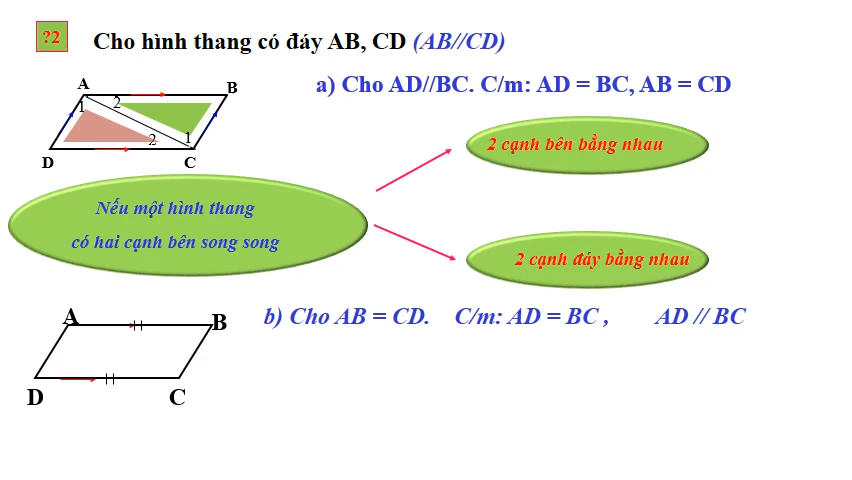 ?2
Cho hình thang có đáy AB, CD (AB//CD)
a) Cho AD//BC. C/m: AD = BC, AB = CD
A
B
1
2
2
1
D
C
2 cạnh bên bằng nhau
Nếu một hình thang
có hai cạnh bên song song
2 cạnh đáy bằng nhau
b) Cho AB = CD. C/m: AD = BC , AD // BC
A
B
D
C